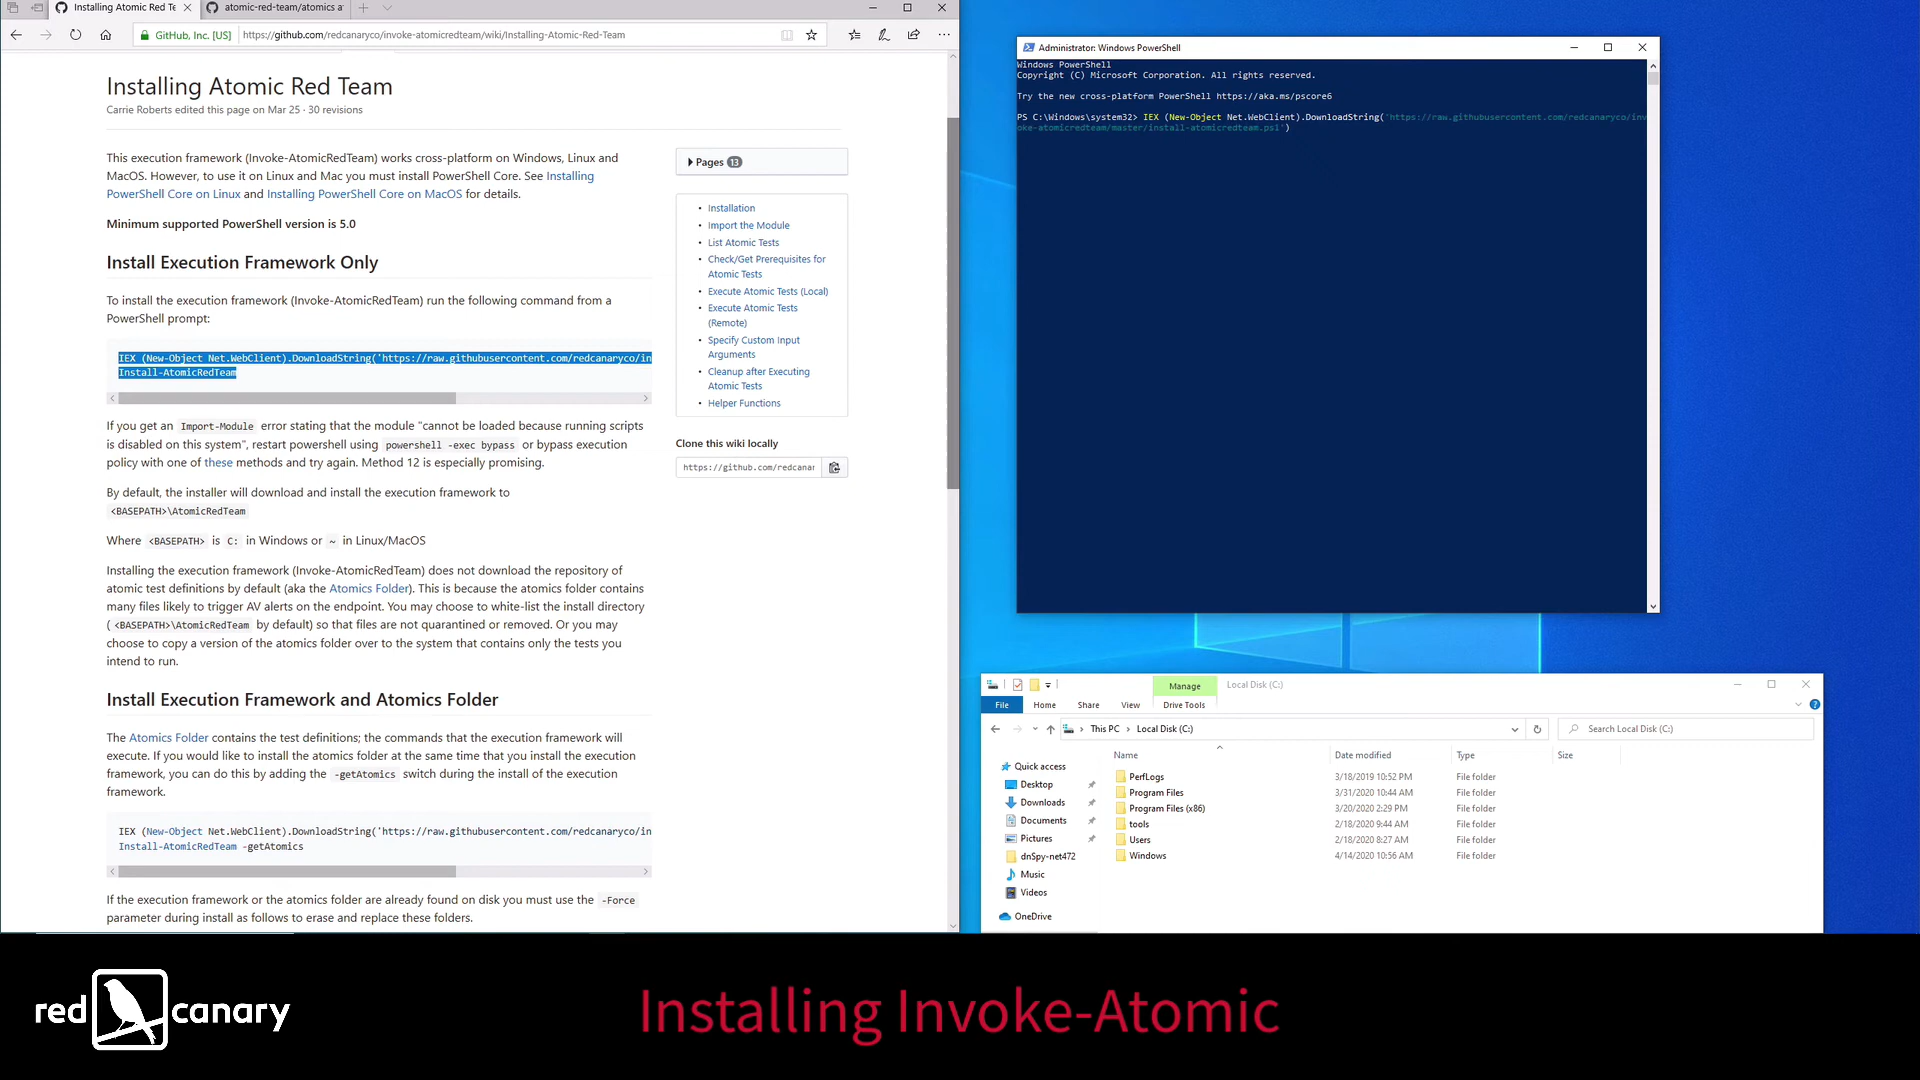 Installing Atomic Red Te
atomic-red-team/atomics a
GitHub, Inc. [US]
https://github.com/redcanaryco/invoke-atomicredteam/wiki/Installing-Atomic-Red-Team
Installing Atomic Red Team
Carrie Roberts edited this page on Mar 25 · 30 revisions
This execution framework (Invoke-AtomicRedTeam) works cross-platform on Windows, Linux and
MacOS. However, to use it on Linux and Mac you must install PowerShell Core. See Installing
PowerShell Core on Linux and Installing PowerShell Core on MacOS for details.
Minimum supported PowerShell version is 5.0
Install Execution Framework Only
To install the execution framework (Invoke-AtomicRedTeam) run the following command from a
PowerShell prompt:
IEX (New-Object Net.WebClient).DownloadString('https://raw.githubusercontent.com/redcanaryco/in
Install-AtomicRedTeam
If you get an Import-Module error stating that the module "cannot be loaded because running scripts
is disabled on this system", restart powershell using powershell -exec bypass or bypass execution
policy with one of these methods and try again. Method 12 is especially promising.
By default, the installer will download and install the execution framework to
<BASEPATH>\AtomicRedTeam
Where <BASEPATH> is C: in Windows or ~ in Linux/MacOS
Installing the execution framework (Invoke-AtomicRedTeam) does not download the repository of
atomic test definitions by default (aka the Atomics Folder). This is because the atomics folder contains
many files likely to trigger AV alerts on the endpoint. You may choose to white-list the install directory
( <BASEPATH>\AtomicRedTeam by default) so that files are not quarantined or removed. Or you may
choose to copy a version of the atomics folder over to the system that contains only the tests you
intend to run.
Install Execution Framework and Atomics Folder
The Atomics Folder contains the test definitions; the commands that the execution framework will
execute. If you would like to install the atomics folder at the same time that you install the execution
framework, you can do this by adding the -getAtomics switch during the install of the execution
framework.
IEX (New-Object Net.WebClient).DownloadString('https://raw.githubusercontent.com/redcanaryco/in
Install-AtomicRedTeam -getAtomics
If the execution framework or the atomics folder are already found on disk you must use the -Force
parameter during install as follows to erase and replace these folders.
Pages 13
Installation
Import the Module
List Atomic Tests
Check/Get Prerequisites for
Atomic Tests
Execute Atomic Tests (Local)
Execute Atomic Tests
(Remote)
Specify Custom Input
Arguments
Cleanup after Executing
Atomic Tests
Helper Functions
Clone this wiki locally
https://github.com/redcanar
Administrator: Windows PowerShell
Windows PowerShell
Copyright (C) Microsoft Corporation. All rights reserved.
Try the new cross-platform PowerShell https://aka.ms/pscore6
PS C:\Windows\system32> IEX (New-Object Net.WebClient).DownloadString('https://raw.githubusercontent.com/redcanaryco/inv
oke-atomicredteam/master/install-atomicredteam.ps1')
Manage
Local Disk (C:)
File
Home
Share
View
Drive Tools
This PC
Local Disk (C:)
Search Local Disk (C:)
Name
Date modified
Type
Size
Quick access
Desktop
Downloads
Documents
Pictures
dnSpy-net472
Music
Videos
OneDrive
PerfLogs 3/18/2019 10:52 PM File folder
Program Files 3/31/2020 10:44 AM File folder
Program Files (x86) 3/20/2020 2:29 PM File folder
tools 2/18/2020 9:44 AM File folder
Users 2/18/2020 8:27 AM File folder
Windows 4/14/2020 10:56 AM File folder
red canary
Installing Invoke-Atomic